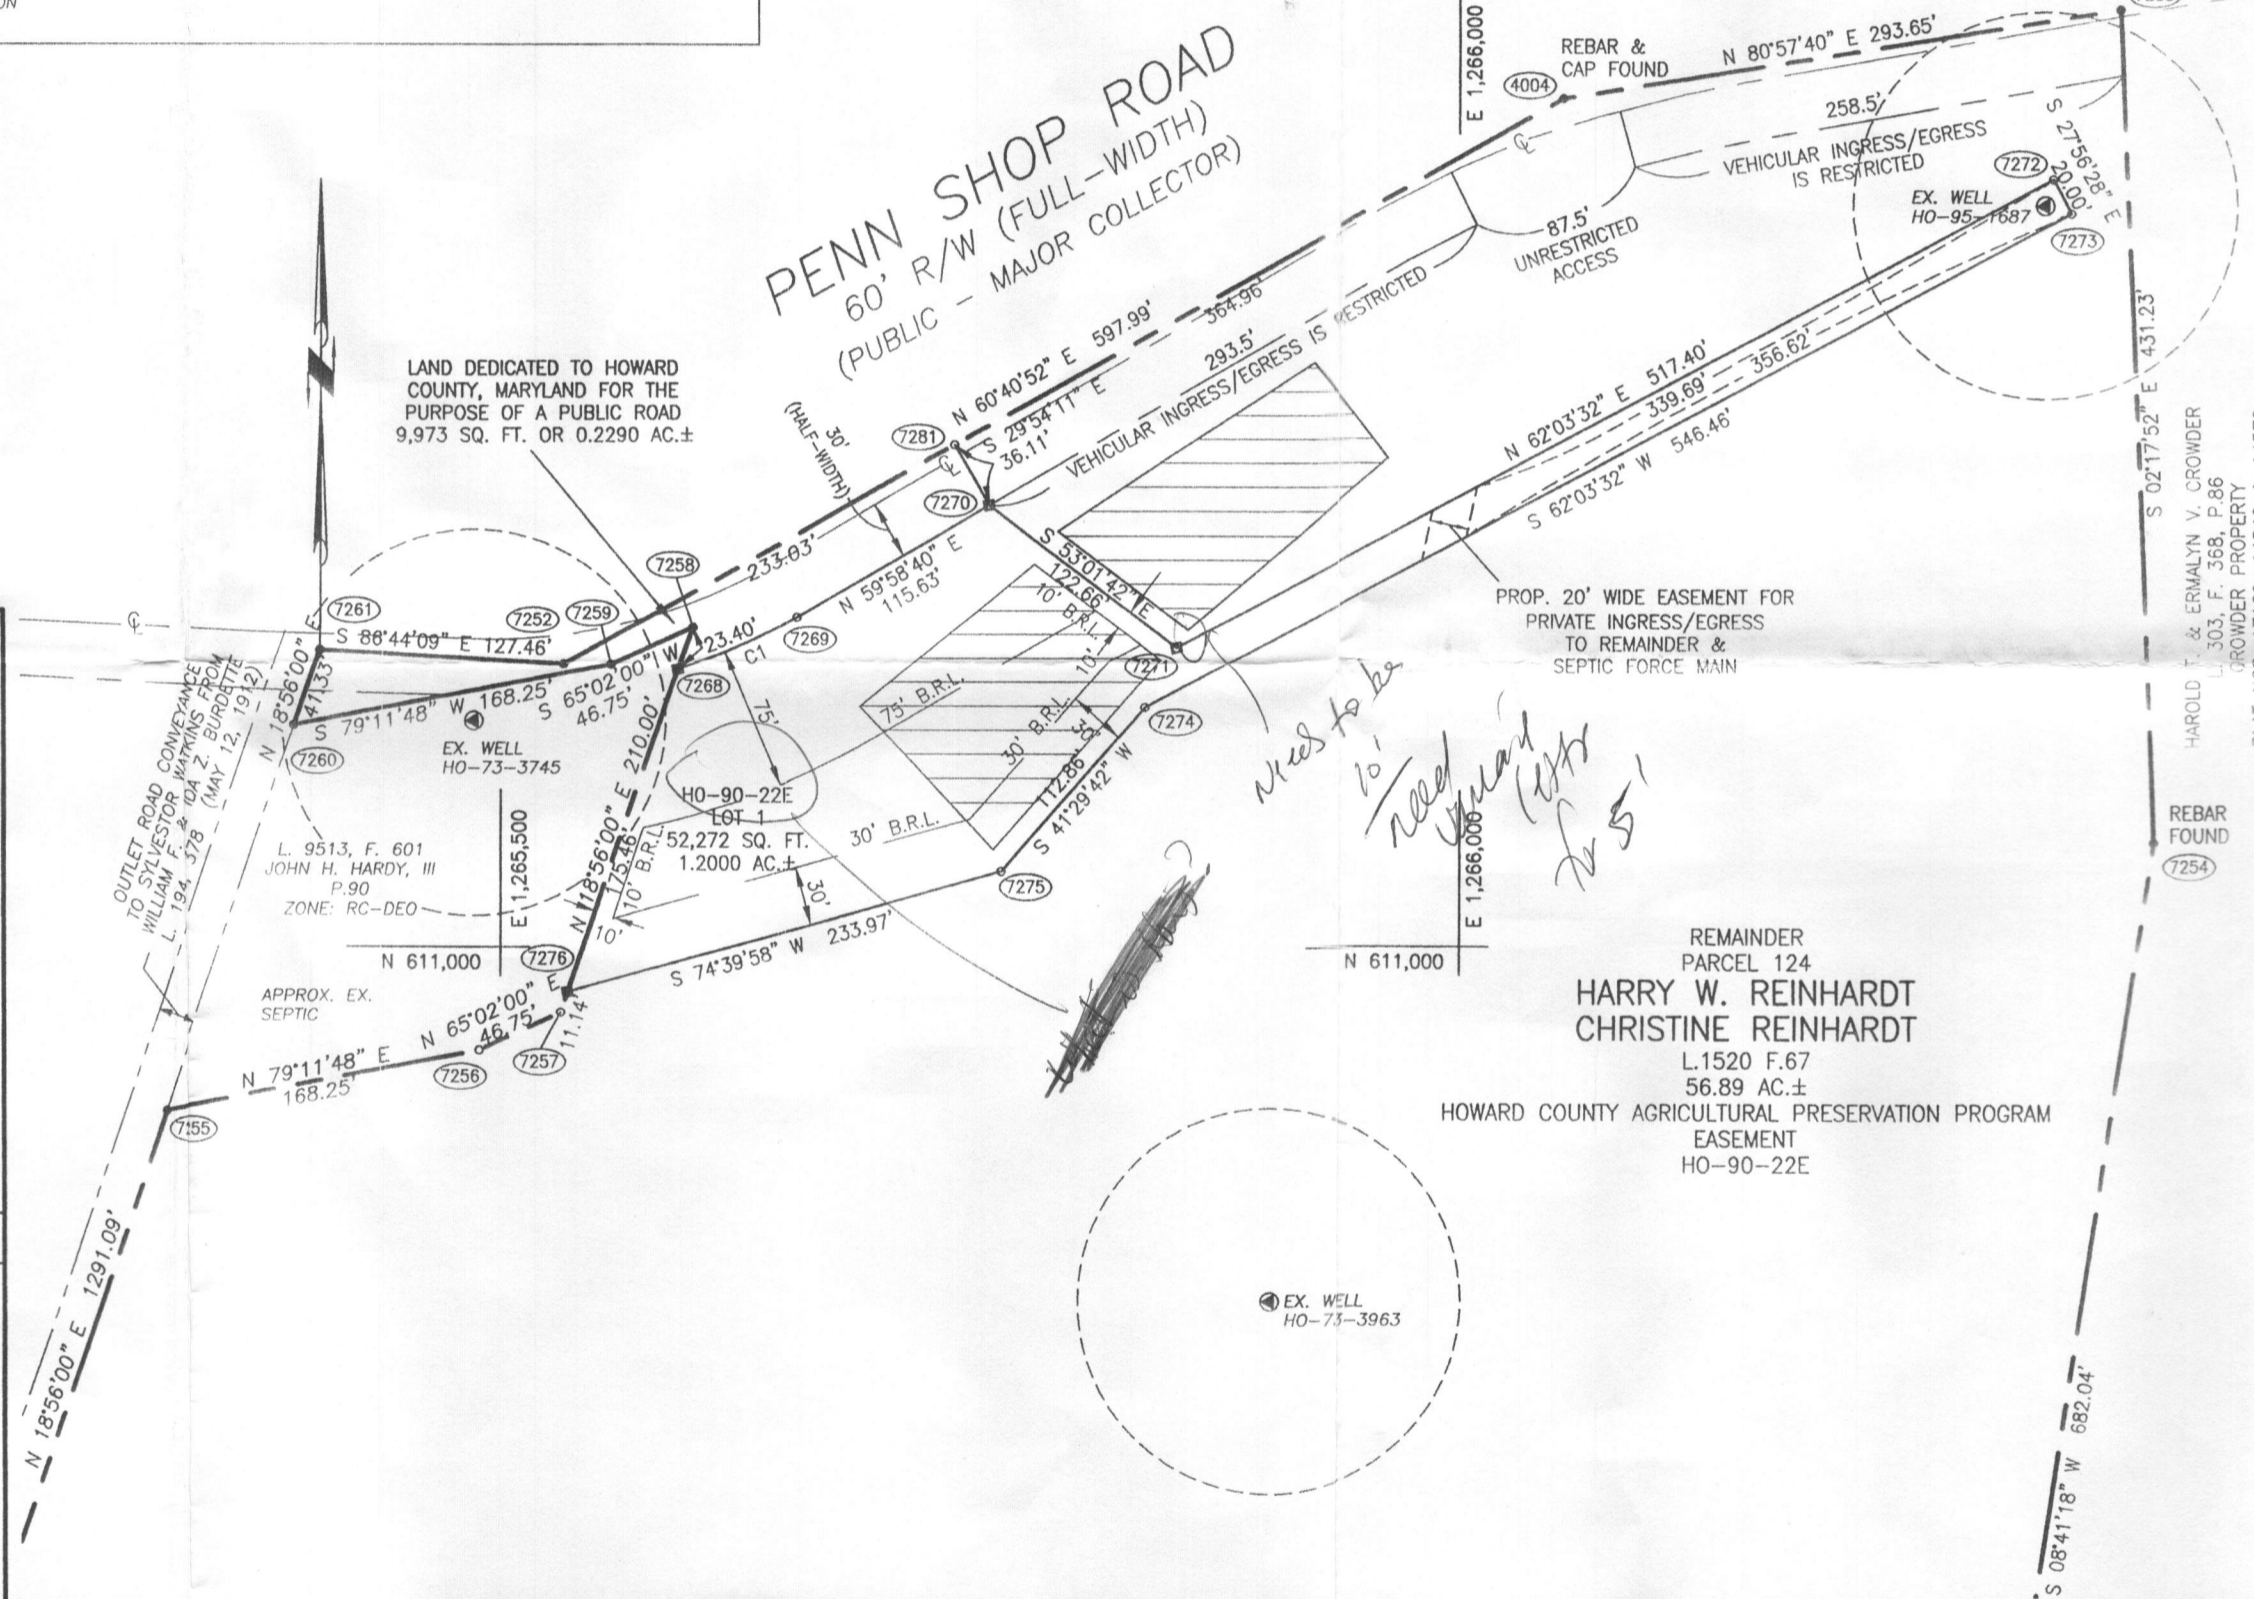 ON
PENN SHOP ROAD
60' R/W (FULL-WIDTH)
(PUBLIC - MAJOR COLLECTOR)
E 1,266,000
REBAR &
CAP FOUND
4004
N 80°57'40" E 293.65'
258.5'
VEHICULAR INGRESS/EGRESS
IS RESTRICTED
S 27°56'28" E
20.00'
7272
EX. WELL
HO-95-1687
7273
87.5'
UNRESTRICTED
ACCESS
℄
LAND DEDICATED TO HOWARD
COUNTY, MARYLAND FOR THE
PURPOSE OF A PUBLIC ROAD
9,973 SQ. FT. OR 0.2290 AC.±
N 60°40'52" E 597.99'
364.96'
S 29°54'11" E
36.11'
293.5'
VEHICULAR INGRESS/EGRESS IS RESTRICTED
7281
℄
7270
30'
(HALF-WIDTH)
233.03'
N 59°58'40" E
115.63'
7269
N 62°03'32" E 517.40'
339.69'
356.62'
S 62°03'32" W 546.46'
S 02°17'52" E 431.23'
HAROLD T. & ERMALYN V. CROWDER
L. 303, F. 368, P.86
CROWDER PROPERTY
℄
7261
7252
7259
7258
S 86°44'09" E 127.46'
N 18°56'00" E
41.33'
S 79°11'48" W 168.25'
S 65°02'00" W
46.75'
23.40'
C1
7268
7260
EX. WELL
HO-73-3745
S 53°01'42" E
122.66'
10' B.R.L.
10'
7271
75'
75' B.R.L.
30' B.R.L.
30'
7274
112.86'
S 41°29'42" W
PROP. 20' WIDE EASEMENT FOR
PRIVATE INGRESS/EGRESS
TO REMAINDER &
SEPTIC FORCE MAIN
Needs to be
10'
need
variance
letter
for 5'
OUTLET ROAD CONVEYANCE
TO SYLVESTOR WATKINS FROM
WILLIAM F. & IDA Z. BURDETTE
L. 194, 378 (MAY 12, 1912)
L. 9513, F. 601
JOHN H. HARDY, III
P.90
ZONE: RC-DEO
E 1,265,500
N 611,000
APPROX. EX.
SEPTIC
N 18°56'00" E 210.00'
175.46'
10' B.R.L.
10'
HO-90-22E
LOT 1
52,272 SQ. FT.
1.2000 AC.±
30' B.R.L.
30'
7275
S 74°39'58" W 233.97'
7276
N 65°02'00" E
46.75'
11.14'
7257
7256
N 79°11'48" E
168.25'
7155
N 18°56'00" E 1291.09'
E 1,266,000
N 611,000
REBAR
FOUND
7254
REMAINDER
PARCEL 124
HARRY W. REINHARDT
CHRISTINE REINHARDT
L.1520 F.67
56.89 AC.±
HOWARD COUNTY AGRICULTURAL PRESERVATION PROGRAM
EASEMENT
HO-90-22E
EX. WELL
HO-73-3963
S 08°41'18" W 682.04'